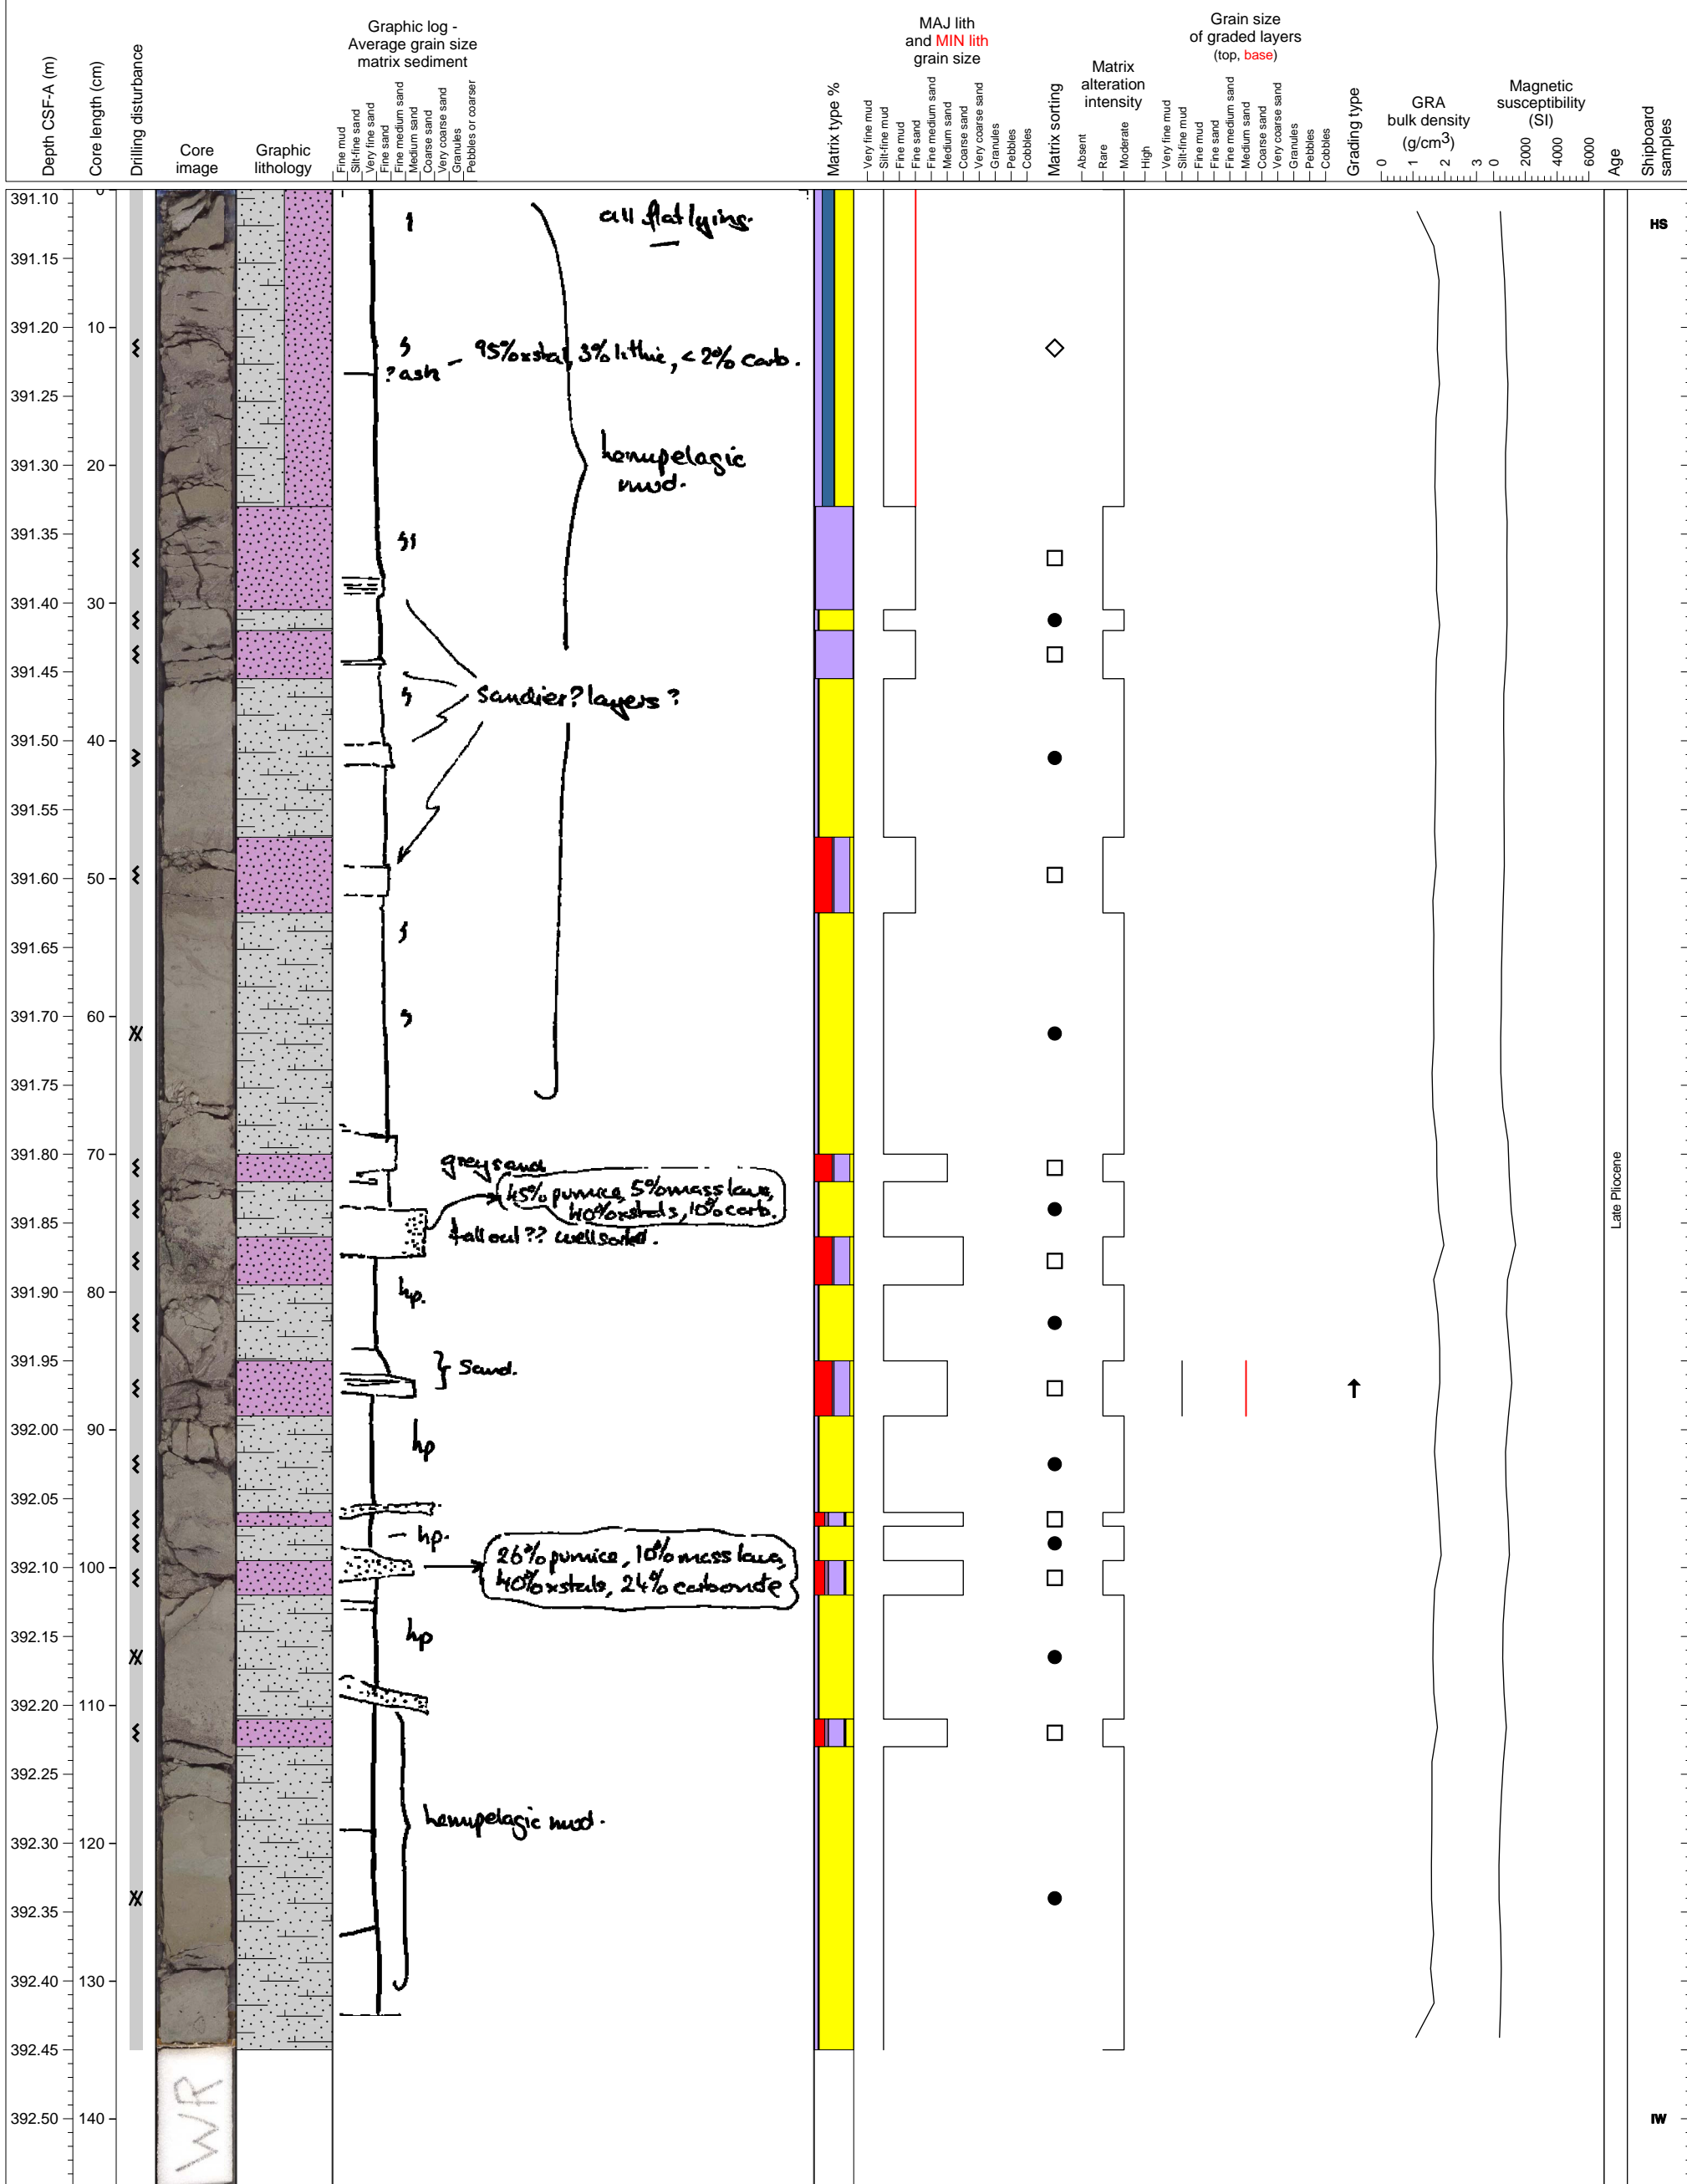 Depth CSF-A (m)
Core length (cm)
Drilling disturbance
Core
image
Graphic
lithology
Graphic log -
Average grain size
matrix sediment
Fine mud
Silt-fine sand
Very fine sand
Fine sand
Fine medium sand
Medium sand
Coarse sand
Very coarse sand
Granules
Pebbles or coarser
Matrix type %
MAJ lith
and MIN lith
grain size
Very fine mud
Silt-fine mud
Fine mud
Fine sand
Fine medium sand
Medium sand
Coarse sand
Very coarse sand
Granules
Pebbles
Cobbles
Matrix sorting
Matrix
alteration
intensity
Absent
Rare
Moderate
High
Grain size
of graded layers
(top, base)
Very fine mud
Silt-fine mud
Fine mud
Fine sand
Fine medium sand
Medium sand
Coarse sand
Very coarse sand
Granules
Pebbles
Cobbles
Grading type
GRA
bulk density
(g/cm3)
0 1 2 3
Magnetic
susceptibility
(SI)
0 2000 4000 6000
Age
Shipboard
samples
391.10
391.15
391.20
391.25
391.30
391.35
391.40
391.45
391.50
391.55
391.60
391.65
391.70
391.75
391.80
391.85
391.90
391.95
392.00
392.05
392.10
392.15
392.20
392.25
392.30
392.35
392.40
392.45
392.50
0
10
20
30
40
50
60
70
80
90
100
110
120
130
140
WR
all flat lying.
? ash - 95% xstal 3% lithic, < 2% carb.
hemipelagic
mud.
Sandier? layers?
grey sand
45% pumice, 5% mass lava,
40% xstals, 10% carb.
fall out?? well sorted.
hp.
} Sand.
hp
hp.
26% pumice, 10% mass lava,
40% xstals, 24% carbonate
hp
hemipelagic mud.
Late Pliocene
HS
IW